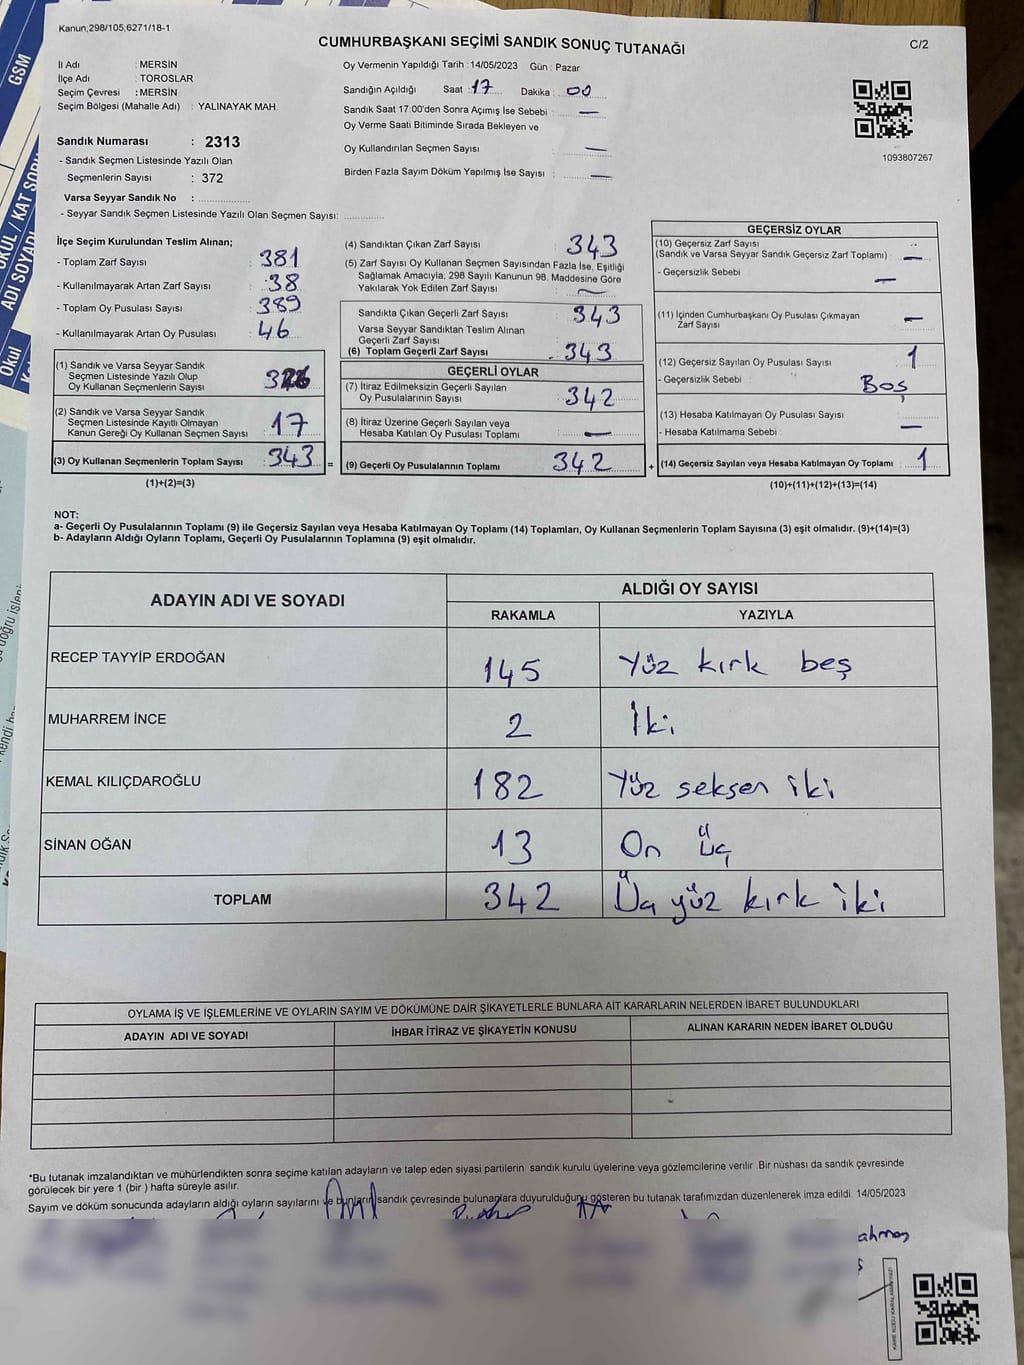 Kanun;298/105,6271/18-1
CUMHURBAŞKANI SEÇİMİ SANDIK SONUÇ TUTANAĞI
C/2
İl Adı : MERSİN
İlçe Adı : TOROSLAR
Seçim Çevresi : MERSİN
Seçim Bölgesi (Mahalle Adı) : YALINAYAK MAH.
Sandık Numarası : 2313
- Sandık Seçmen Listesinde Yazılı Olan
Seçmenlerin Sayısı : 372
Varsa Seyyar Sandık No :
- Seyyar Sandık Seçmen Listesinde Yazılı Olan Seçmen Sayısı:
Oy Vermenin Yapıldığı Tarih : 14/05/2023 Gün : Pazar
Sandığın Açıldığı Saat : 17 Dakika : 00
Sandık Saat 17:00'den Sonra Açımış İse Sebebi : —
Oy Verme Saati Bitiminde Sırada Bekleyen ve
Oy Kullandırılan Seçmen Sayısı : —
Birden Fazla Sayım Döküm Yapılmış İse Sayısı : —
1093807267
İlçe Seçim Kurulundan Teslim Alınan;
- Toplam Zarf Sayısı : 381
- Kullanılmayarak Artan Zarf Sayısı : 38
- Toplam Oy Pusulası Sayısı : 389
- Kullanılmayarak Artan Oy Pusulası : 46
(1) Sandık ve Varsa Seyyar Sandık
Seçmen Listesinde Yazılı Olup
Oy Kullanan Seçmenlerin Sayısı
(2) Sandık ve Varsa Seyyar Sandık
Seçmen Listesinde Kayıtlı Olmayan
Kanun Gereği Oy Kullanan Seçmen Sayısı : 17
(3) Oy Kullanan Seçmenlerin Toplam Sayısı : 343 =
(1)+(2)=(3)
(4) Sandıktan Çıkan Zarf Sayısı : 343
(5) Zarf Sayısı Oy Kullanan Seçmen Sayısından Fazla İse, Eşitliği
Sağlamak Amacıyla; 298 Sayılı Kanunun 98. Maddesine Göre
Yakılarak Yok Edilen Zarf Sayısı : —
Sandıkta Çıkan Geçerli Zarf Sayısı : 343
Varsa Seyyar Sandıktan Teslim Alınan
Geçerli Zarf Sayısı
(6) Toplam Geçerli Zarf Sayısı : 343
GEÇERLİ OYLAR
(7) İtiraz Edilmeksizin Geçerli Sayılan
Oy Pusulalarının Sayısı : 342
(8) İtiraz Üzerine Geçerli Sayılan veya
Hesaba Katılan Oy Pusulası Toplamı : —
(9) Geçerli Oy Pusulalarının Toplamı 342 +
GEÇERSİZ OYLAR
(10) Geçersiz Zarf Sayısı
(Sandık ve Varsa Seyyar Sandık Geçersiz Zarf Toplamı) : —
- Geçersizlik Sebebi : —
(11) İçinden Cumhurbaşkanı Oy Pusulası Çıkmayan
Zarf Sayısı : —
(12) Geçersiz Sayılan Oy Pusulası Sayısı : 1
- Geçersizlik Sebebi : Boş
(13) Hesaba Katılmayan Oy Pusulası Sayısı :
- Hesaba Katılmama Sebebi : —
(14) Geçersiz Sayılan veya Hesaba Katılmayan Oy Toplamı : 1
(10)+(11)+(12)+(13)=(14)
NOT:
a- Geçerli Oy Pusulalarının Toplamı (9) ile Geçersiz Sayılan veya Hesaba Katılmayan Oy Toplamı (14) Toplamları, Oy Kullanan Seçmenlerin Toplam Sayısına (3) eşit olmalıdır. (9)+(14)=(3)
b- Adayların Aldığı Oyların Toplamı, Geçerli Oy Pusulalarının Toplamına (9) eşit olmalıdır.
ADAYIN ADI VE SOYADI
ALDIĞI OY SAYISI
RAKAMLA YAZIYLA
RECEP TAYYİP ERDOĞAN 145 Yüz kırk beş
MUHARREM İNCE 2 İki
KEMAL KILIÇDAROĞLU 182 Yüz seksen iki
SİNAN OĞAN 13 On üç
TOPLAM 342 Üç yüz kırk iki
OYLAMA İŞ VE İŞLEMLERİNE VE OYLARIN SAYIM VE DÖKÜMÜNE DAİR ŞİKAYETLERLE BUNLARA AİT KARARLARIN NELERDEN İBARET BULUNDUKLARI
ADAYIN ADI VE SOYADI İHBAR İTİRAZ VE ŞİKAYETİN KONUSU ALINAN KARARIN NEDEN İBARET OLDUĞU
*Bu tutanak imzalandıktan ve mühürlendikten sonra seçime katılan adayların ve talep eden siyasi partilerin sandık kurulu üyelerine veya gözlemcilerine verilir. Bir nüshası da sandık çevresinde
görülecek bir yere 1 (bir ) hafta süreyle asılır.
Sayım ve döküm sonucunda adayların aldığı oyların sayılarını ve bunların sandık çevresinde bulunanlara duyurulduğunu gösteren bu tutanak tarafımızdan düzenlenerek imza edildi. 14/05/2023
GSM
OKUL / KAT
ADI SOYADI
Okul